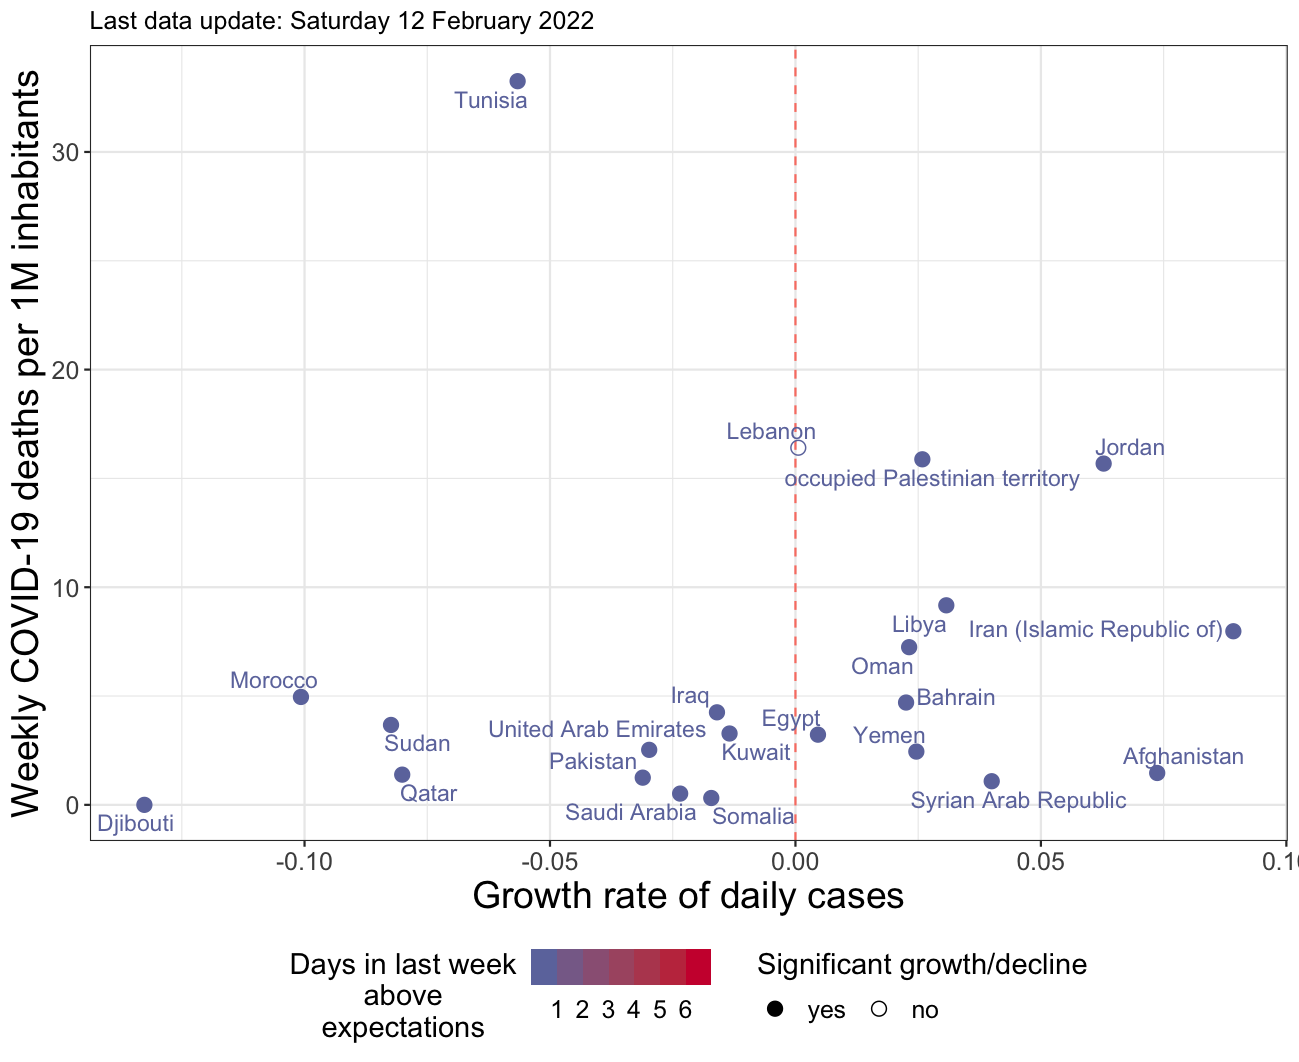 Last data update: Saturday 12 February 2022
Weekly COVID-19 deaths per 1M inhabitants
30
20
10
0
Tunisia
Lebanon
Jordan
occupied Palestinian territory
Libya
Iran (Islamic Republic of)
Oman
Morocco
Iraq
Bahrain
Egypt
United Arab Emirates
Yemen
Sudan
Kuwait
Pakistan
Afghanistan
Qatar
Syrian Arab Republic
Saudi Arabia
Somalia
Djibouti
-0.10
-0.05
0.00
0.05
0.10
Growth rate of daily cases
Days in last week
above
expectations
1 2 3 4 5 6
Significant growth/decline
yes
no